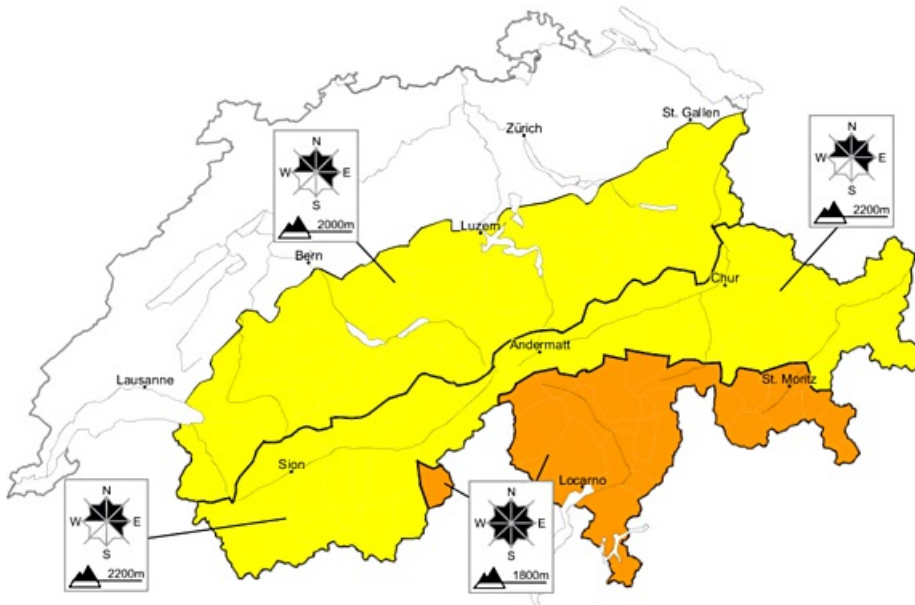 St. Gallen
Zürich
N
W E
S
2000m
N
W E
S
2200m
Luzern
Bern
Chur
Andermatt
Lausanne
St. Moritz
Sion
Locarno
N
W E
S
2200m
N
W E
S
1800m